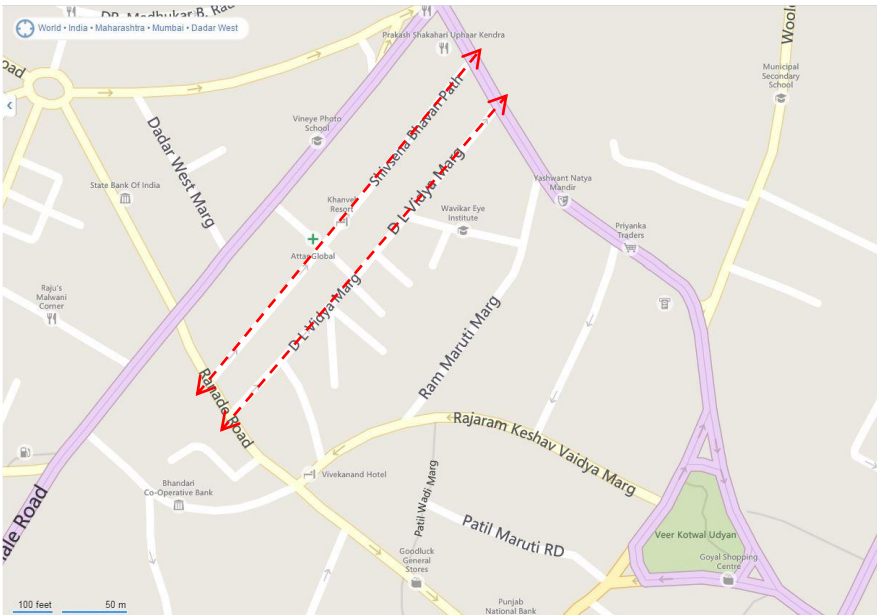 DR. Madhukar B. Rau
World • India • Maharashtra • Mumbai • Dadar West
Prakash Shakahari Uphaar Kendra
oad
Municipal
Secondary
School
Vineye Photo
School
Shivsena Bhavan Path
Dadar West Marg
D L Vidya Marg
State Bank Of India
Yashwant Natya
Mandir
Khanvel
Resort
Wavikar Eye
Institute
Priyanka
Traders
Attar Global
D L Vidya Marg
Raju's
Malwani
Corner
Ram Maruti Marg
Ranade Road
Rajaram Keshav Vaidya Marg
Vivekanand Hotel
Bhandari
Co-Operative Bank
Patil Wadi Marg
Patil Maruti RD
ale Road
Veer Kotwal Udyan
Goodluck
General
Stores
Goyal Shopping
Centre
Punjab
National Bank
100 feet
50 m